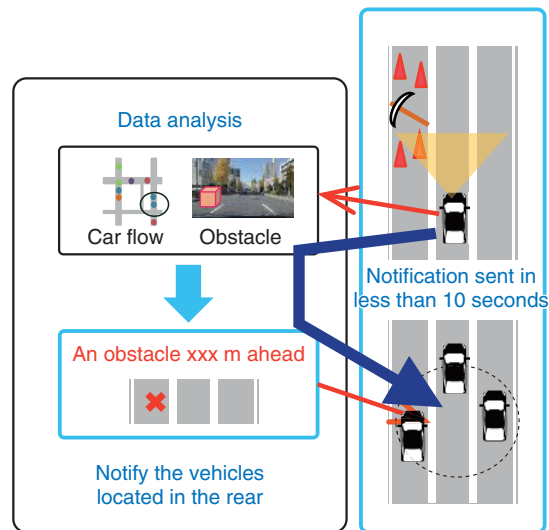 Data analysis
Car flow
Obstacle
An obstacle xxx m ahead
Notify the vehicles
located in the rear
Notification sent in
less than 10 seconds